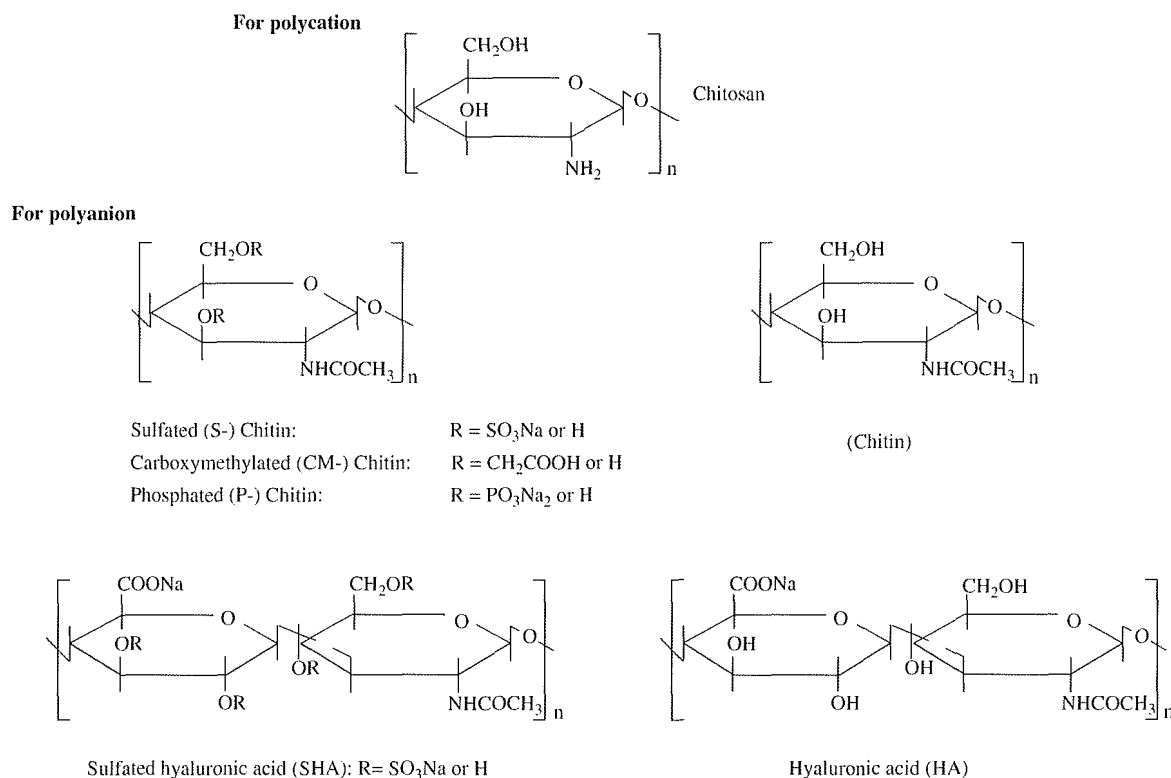 For polycation
CH₂OH
O
OH
O
Chitosan
NH₂
n
For polyanion
CH₂OR
O
OR
O
NHCOCH₃
n
CH₂OH
O
OH
O
NHCOCH₃
n
Sulfated (S-) Chitin: R = SO₃Na or H
Carboxymethylated (CM-) Chitin: R = CH₂COOH or H
Phosphated (P-) Chitin: R = PO₃Na₂ or H
(Chitin)
COONa
O
OR
OR
CH₂OR
O
OR
O
NHCOCH₃
n
COONa
O
OH
OH
CH₂OH
O
OH
O
NHCOCH₃
n
Sulfated hyaluronic acid (SHA): R= SO₃Na or H
Hyaluronic acid (HA)